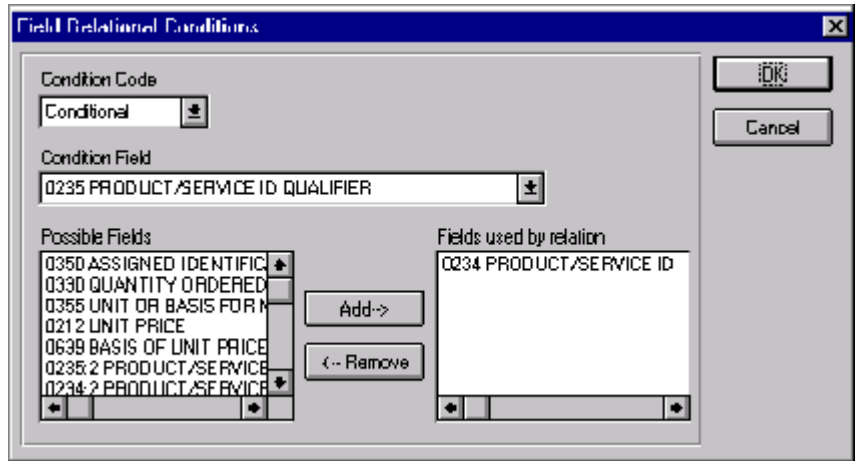 Field Relational Conditions
OK
Cancel
Condition Code
Conditional
Condition Field
0235 PRODUCT/SERVICE ID QUALIFIER
Possible Fields
0350 ASSIGNED IDENTIFIC
0330 QUANTITY ORDERED
0355 UNIT OR BASIS FOR M
0212 UNIT PRICE
0639 BASIS OF UNIT PRICE
0235:2 PRODUCT/SERVICE
0234:2 PRODUCT/SERVICE
Add-->
<-- Remove
Fields used by relation
0234 PRODUCT/SERVICE ID